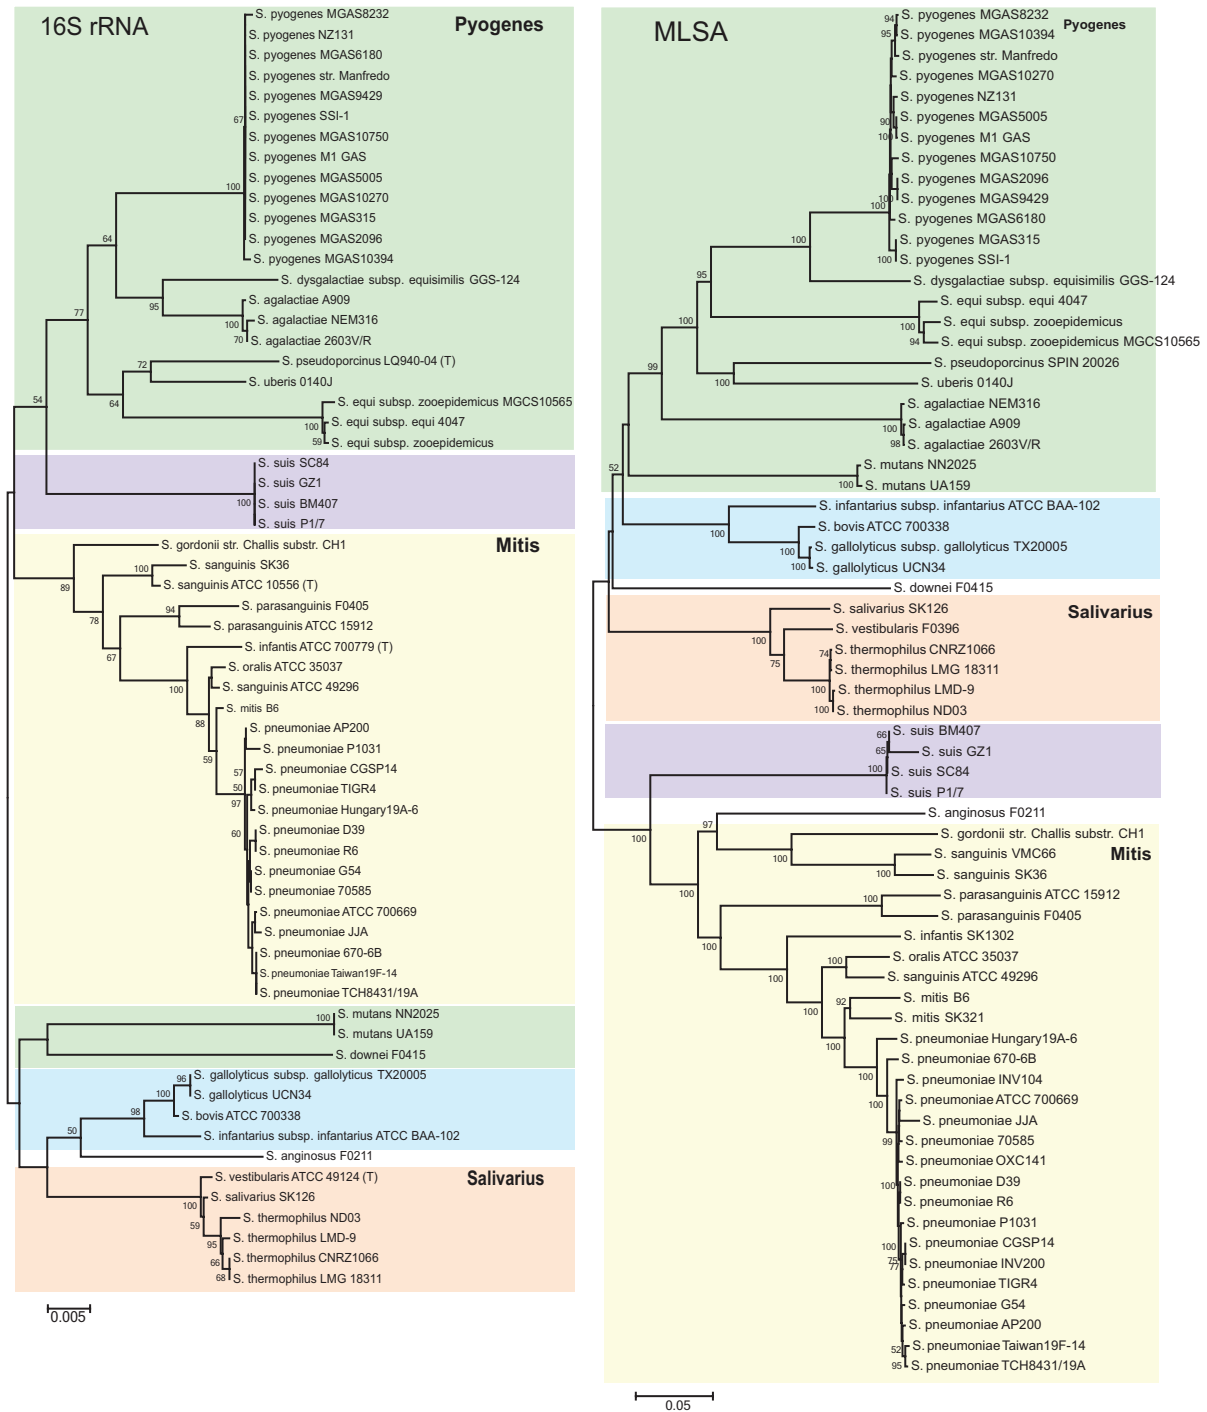 16S rRNA
Pyogenes
S. pyogenes MGAS8232
S. pyogenes NZ131
S. pyogenes MGAS6180
S. pyogenes str. Manfredo
S. pyogenes MGAS9429
S. pyogenes SSI-1
67
S. pyogenes MGAS10750
S. pyogenes M1 GAS
S. pyogenes MGAS5005
100
S. pyogenes MGAS10270
S. pyogenes MGAS315
64
S. pyogenes MGAS2096
S. pyogenes MGAS10394
S. dysgalactiae subsp. equisimilis GGS-124
95
S. agalactiae A909
77
100
S. agalactiae NEM316
70
S. agalactiae 2603V/R
72
S. pseudoporcinus LQ940-04 (T)
S. uberis 0140J
54
64
S. equi subsp. zooepidemicus MGCS10565
100
S. equi subsp. equi 4047
59
S. equi subsp. zooepidemicus
S. suis SC84
S. suis GZ1
100
S. suis BM407
S. suis P1/7
Mitis
S. gordonii str. Challis substr. CH1
89
100
S. sanguinis SK36
S. sanguinis ATCC 10556 (T)
78
94
S. parasanguinis F0405
S. parasanguinis ATCC 15912
67
S. infantis ATCC 700779 (T)
100
S. oralis ATCC 35037
S. sanguinis ATCC 49296
88
S. mitis B6
59
S. pneumoniae AP200
S. pneumoniae P1031
57
S. pneumoniae CGSP14
50
S. pneumoniae TIGR4
97
S. pneumoniae Hungary19A-6
60
S. pneumoniae D39
S. pneumoniae R6
S. pneumoniae G54
S. pneumoniae 70585
S. pneumoniae ATCC 700669
S. pneumoniae JJA
S. pneumoniae 670-6B
S. pneumoniae Taiwan19F-14
S. pneumoniae TCH8431/19A
100
S. mutans NN2025
S. mutans UA159
S. downei F0415
96
S. gallolyticus subsp. gallolyticus TX20005
100
S. gallolyticus UCN34
98
S. bovis ATCC 700338
50
S. infantarius subsp. infantarius ATCC BAA-102
S. anginosus F0211
Salivarius
S. vestibularis ATCC 49124 (T)
100
S. salivarius SK126
59
S. thermophilus ND03
95
S. thermophilus LMD-9
66
S. thermophilus CNRZ1066
68
S. thermophilus LMG 18311
0.005
MLSA
Pyogenes
94
S. pyogenes MGAS8232
95
S. pyogenes MGAS10394
S. pyogenes str. Manfredo
S. pyogenes MGAS10270
S. pyogenes NZ131
90
S. pyogenes MGAS5005
100
S. pyogenes M1 GAS
S. pyogenes MGAS10750
S. pyogenes MGAS2096
100
S. pyogenes MGAS9429
100
S. pyogenes MGAS6180
100
S. pyogenes MGAS315
100
S. pyogenes SSI-1
95
S. dysgalactiae subsp. equisimilis GGS-124
S. equi subsp. equi 4047
100
100
S. equi subsp. zooepidemicus
94
S. equi subsp. zooepidemicus MGCS10565
99
S. pseudoporcinus SPIN 20026
100
S. uberis 0140J
S. agalactiae NEM316
100
S. agalactiae A909
98
S. agalactiae 2603V/R
52
S. mutans NN2025
100
S. mutans UA159
S. infantarius subsp. infantarius ATCC BAA-102
100
S. bovis ATCC 700338
100
S. gallolyticus subsp. gallolyticus TX20005
100
S. gallolyticus UCN34
S. downei F0415
Salivarius
S. salivarius SK126
100
S. vestibularis F0396
74
S. thermophilus CNRZ1066
75
S. thermophilus LMG 18311
100
S. thermophilus LMD-9
100
S. thermophilus ND03
66
S. suis BM407
65
S. suis GZ1
100
S. suis SC84
S. suis P1/7
S. anginosus F0211
97
100
S. gordonii str. Challis substr. CH1
Mitis
100
S. sanguinis VMC66
100
S. sanguinis SK36
100
100
S. parasanguinis ATCC 15912
S. parasanguinis F0405
100
S. infantis SK1302
100
S. oralis ATCC 35037
100
S. sanguinis ATCC 49296
92
S. mitis B6
100
S. mitis SK321
100
S. pneumoniae Hungary19A-6
S. pneumoniae 670-6B
S. pneumoniae INV104
100
S. pneumoniae ATCC 700669
S. pneumoniae JJA
99
S. pneumoniae 70585
S. pneumoniae OXC141
100
S. pneumoniae D39
S. pneumoniae R6
S. pneumoniae P1031
100
S. pneumoniae CGSP14
75
77
S. pneumoniae INV200
S. pneumoniae TIGR4
S. pneumoniae G54
S. pneumoniae AP200
52
S. pneumoniae Taiwan19F-14
95
S. pneumoniae TCH8431/19A
0.05